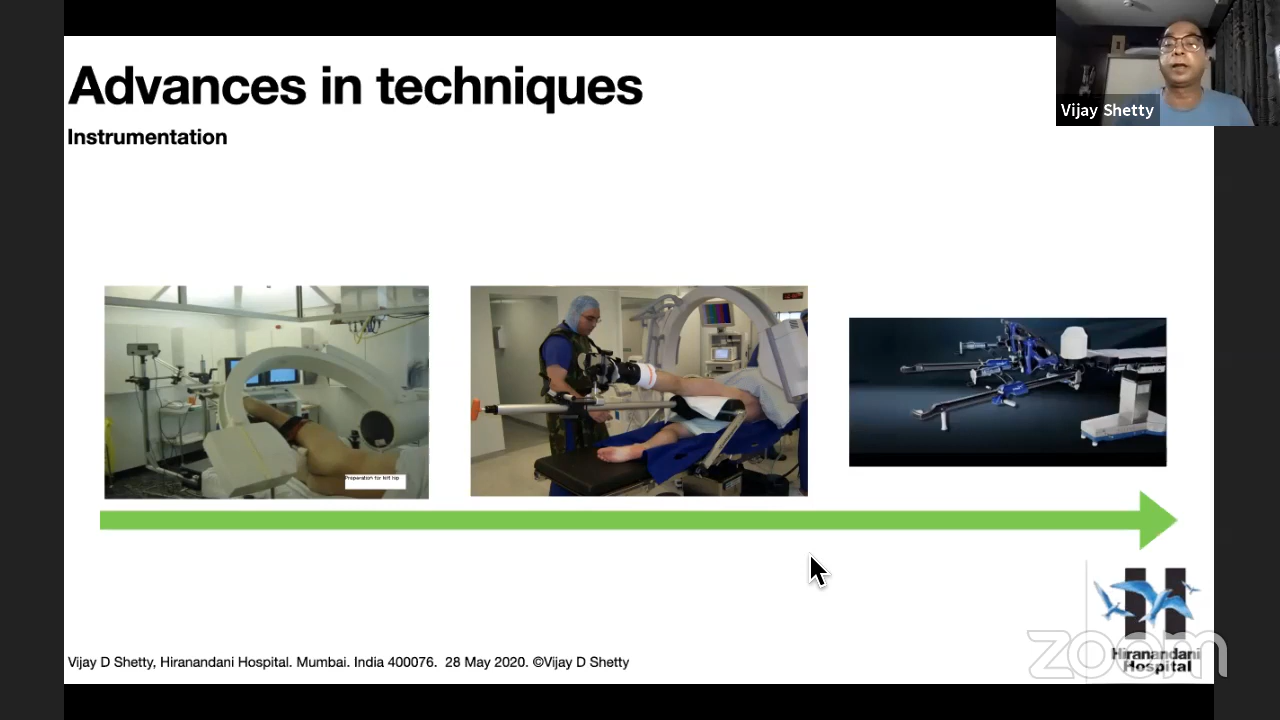 Advances in techniques
Instrumentation
Vijay Shetty
Preparation for left hip
Vijay D Shetty, Hiranandani Hospital. Mumbai. India 400076. 28 May 2020. ©Vijay D Shetty
Hiranandani
Hospital
zoom